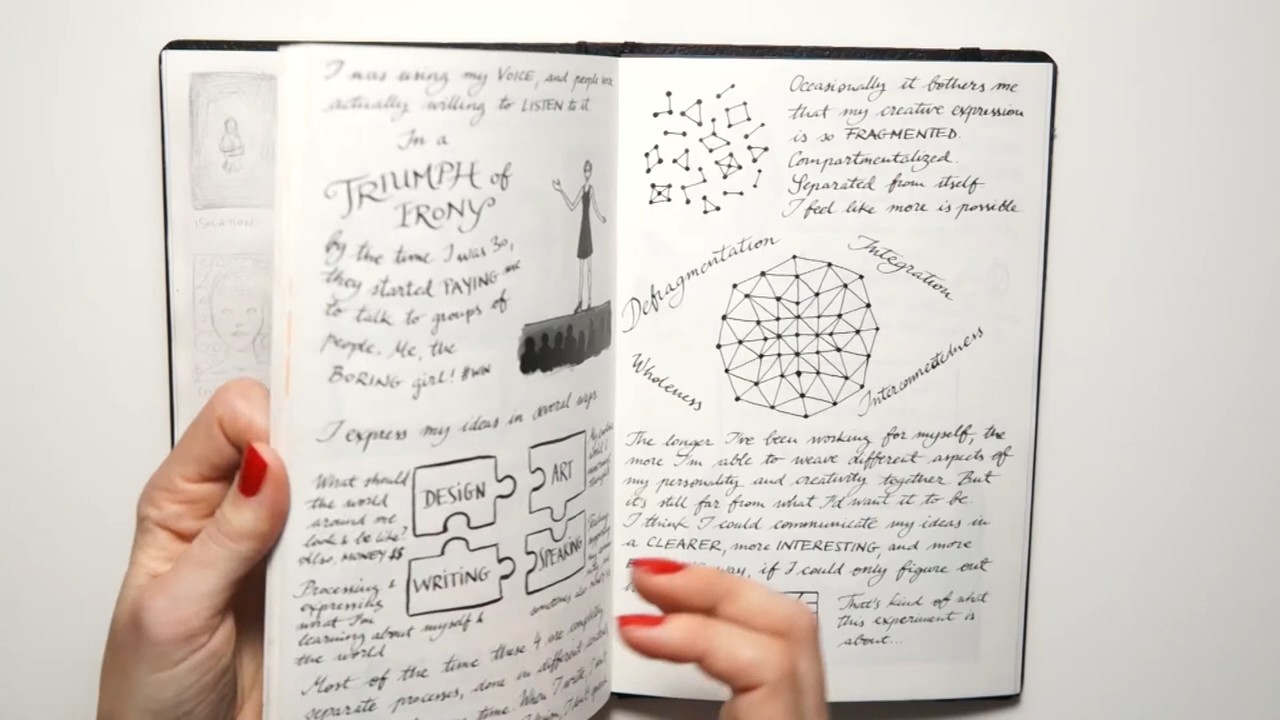 ISOLATION
I was using my VOICE, and people were
actually willing to LISTEN to it
In a
TRIUMPH of
IRONY
by the time I was 30,
they started PAYING me
to talk to groups of
people. Me, the
BORING girl! #WIN
I express my ideas in several ways
What should
the world
around me
look & be like?
Also, MONEY $$
DESIGN
ART
WRITING
SPEAKING
Processing &
expressing
what I'm
learning about myself &
the world
sometimes also
Most of the time these 4 are completely
separate processes, done in different
time. When I write, I
Occasionally it bothers me
that my creative expression
is so FRAGMENTED.
Compartmentalized.
Separated from itself
I feel like more is possible
Defragmentation
Integration
Wholeness
Interconnectedness
The longer I've been working for myself, the
more I'm able to weave different aspects of
my personality and creativity together. But
it's still far from what I'd want it to be.
I think I could communicate my ideas in
a CLEARER, more INTERESTING, and more
way, if I could only figure out
That's kind of what
this experiment is
about...